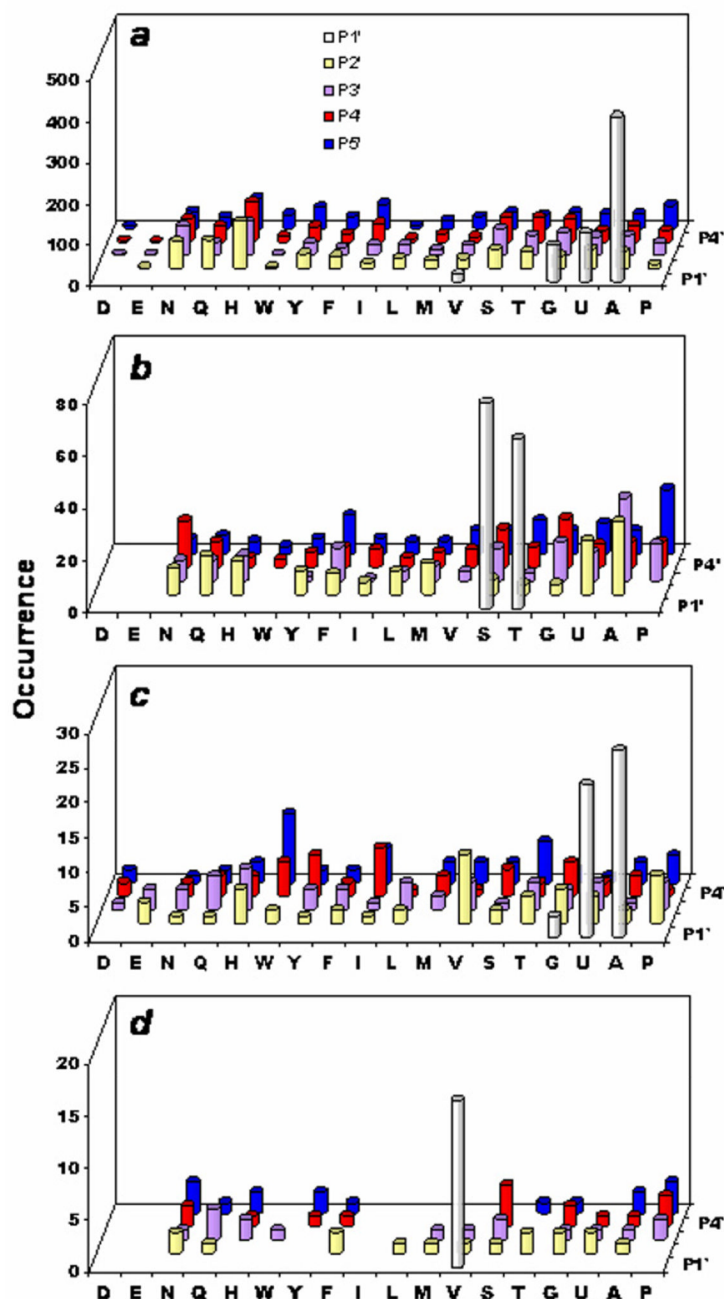 a
P1'
P2'
P3'
P4'
P5'
500
400
300
200
100
0
D E N Q H W Y F I L M V S T G U A P
P4'
P1'
b
80
60
40
20
0
D E N Q H W Y F I L M V S T G U A P
P4'
P1'
Occurrence
c
30
25
20
15
10
5
0
D E N Q H W Y F I L M V S T G U A P
P4'
P1'
d
20
15
10
5
0
D E N Q H W Y F I L M V S T G U A P
P4'
P1'